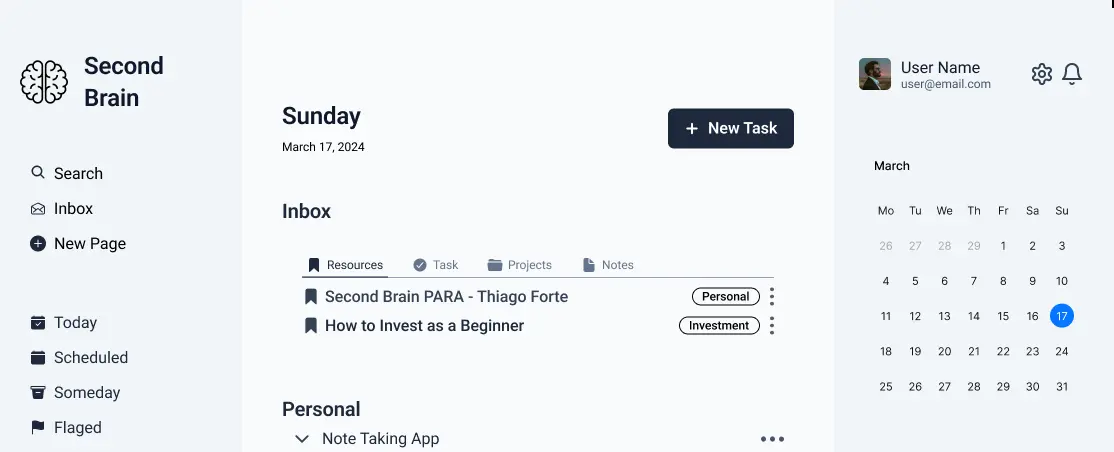 Second
Brain
Search
Inbox
New Page
Today
Scheduled
Someday
Flaged
Sunday
March 17, 2024
New Task
Inbox
Resources Task Projects Notes
Second Brain PARA - Thiago Forte Personal
How to Invest as a Beginner Investment
Personal
Note Taking App
User Name
user@email.com
March
Mo Tu We Th Fr Sa Su
26 27 28 29 1 2 3
4 5 6 7 8 9 10
11 12 13 14 15 16 17
18 19 20 21 22 23 24
25 26 27 28 29 30 31